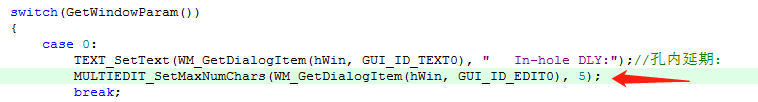 switch(GetWindowParam())
{
case 0:
TEXT_SetText(WM_GetDialogItem(hWin, GUI_ID_TEXT0), "   In-hole DLY:");//孔内延期:
MULTIEDIT_SetMaxNumChars(WM_GetDialogItem(hWin, GUI_ID_EDIT0), 5);
break;